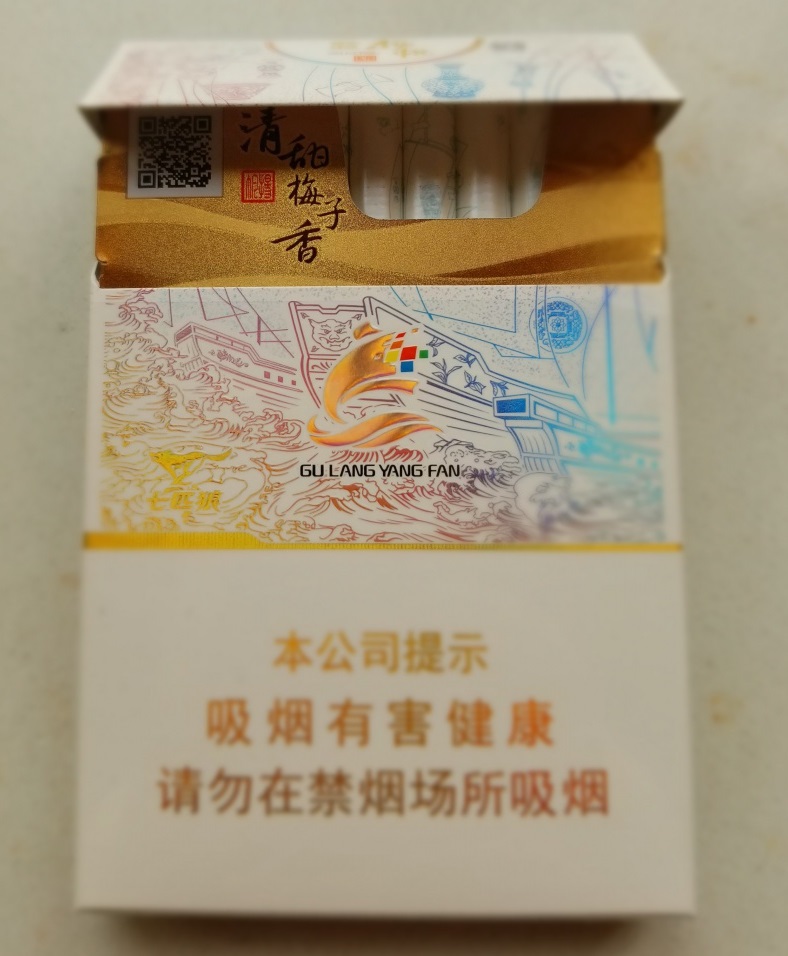 清甜梅子香
GU LANG YANG FAN
七匹狼
本公司提示
吸烟有害健康
请勿在禁烟场所吸烟